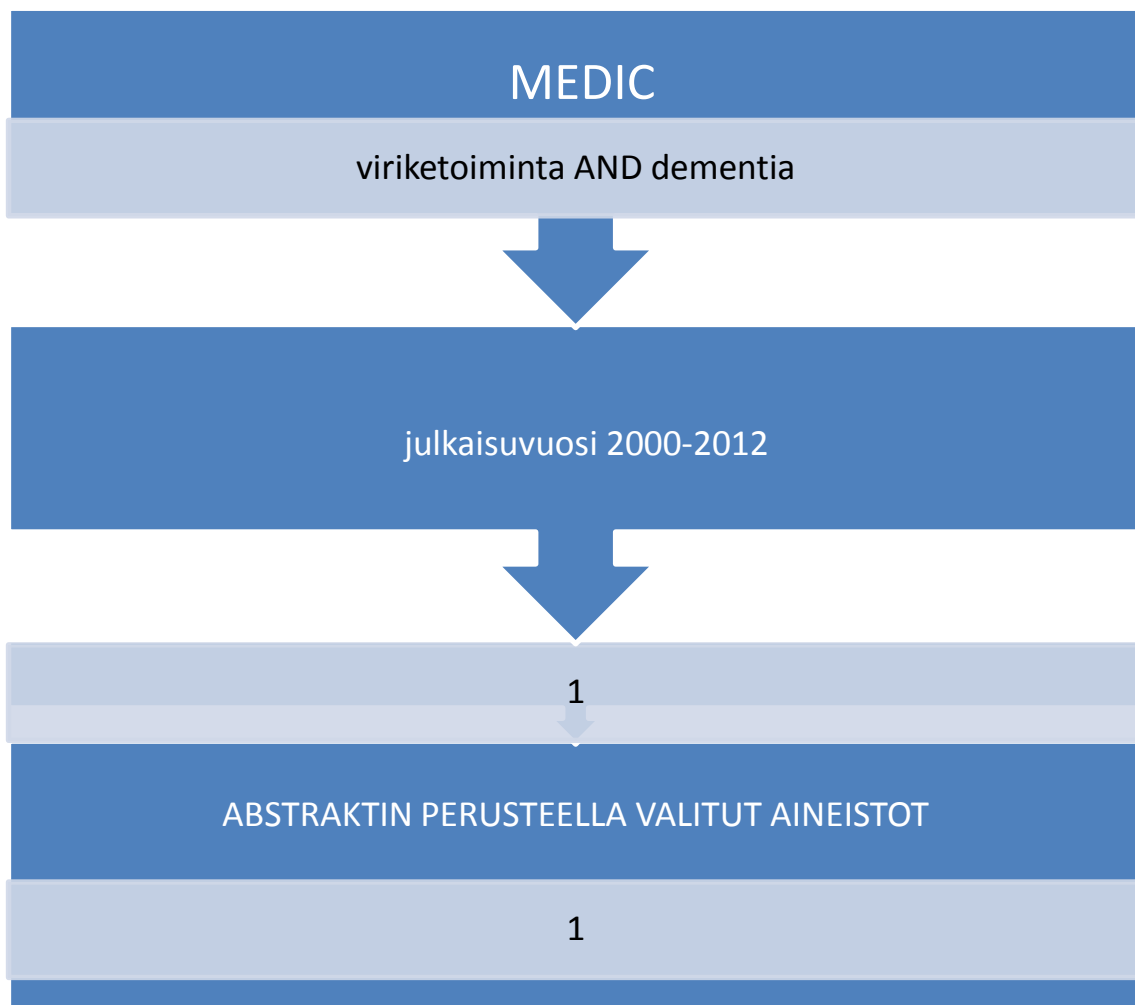 MEDIC
viriketoiminta AND dementia
julkaisuvuosi 2000-2012
1
ABSTRAKTIN PERUSTEELLA VALITUT AINEISTOT
1